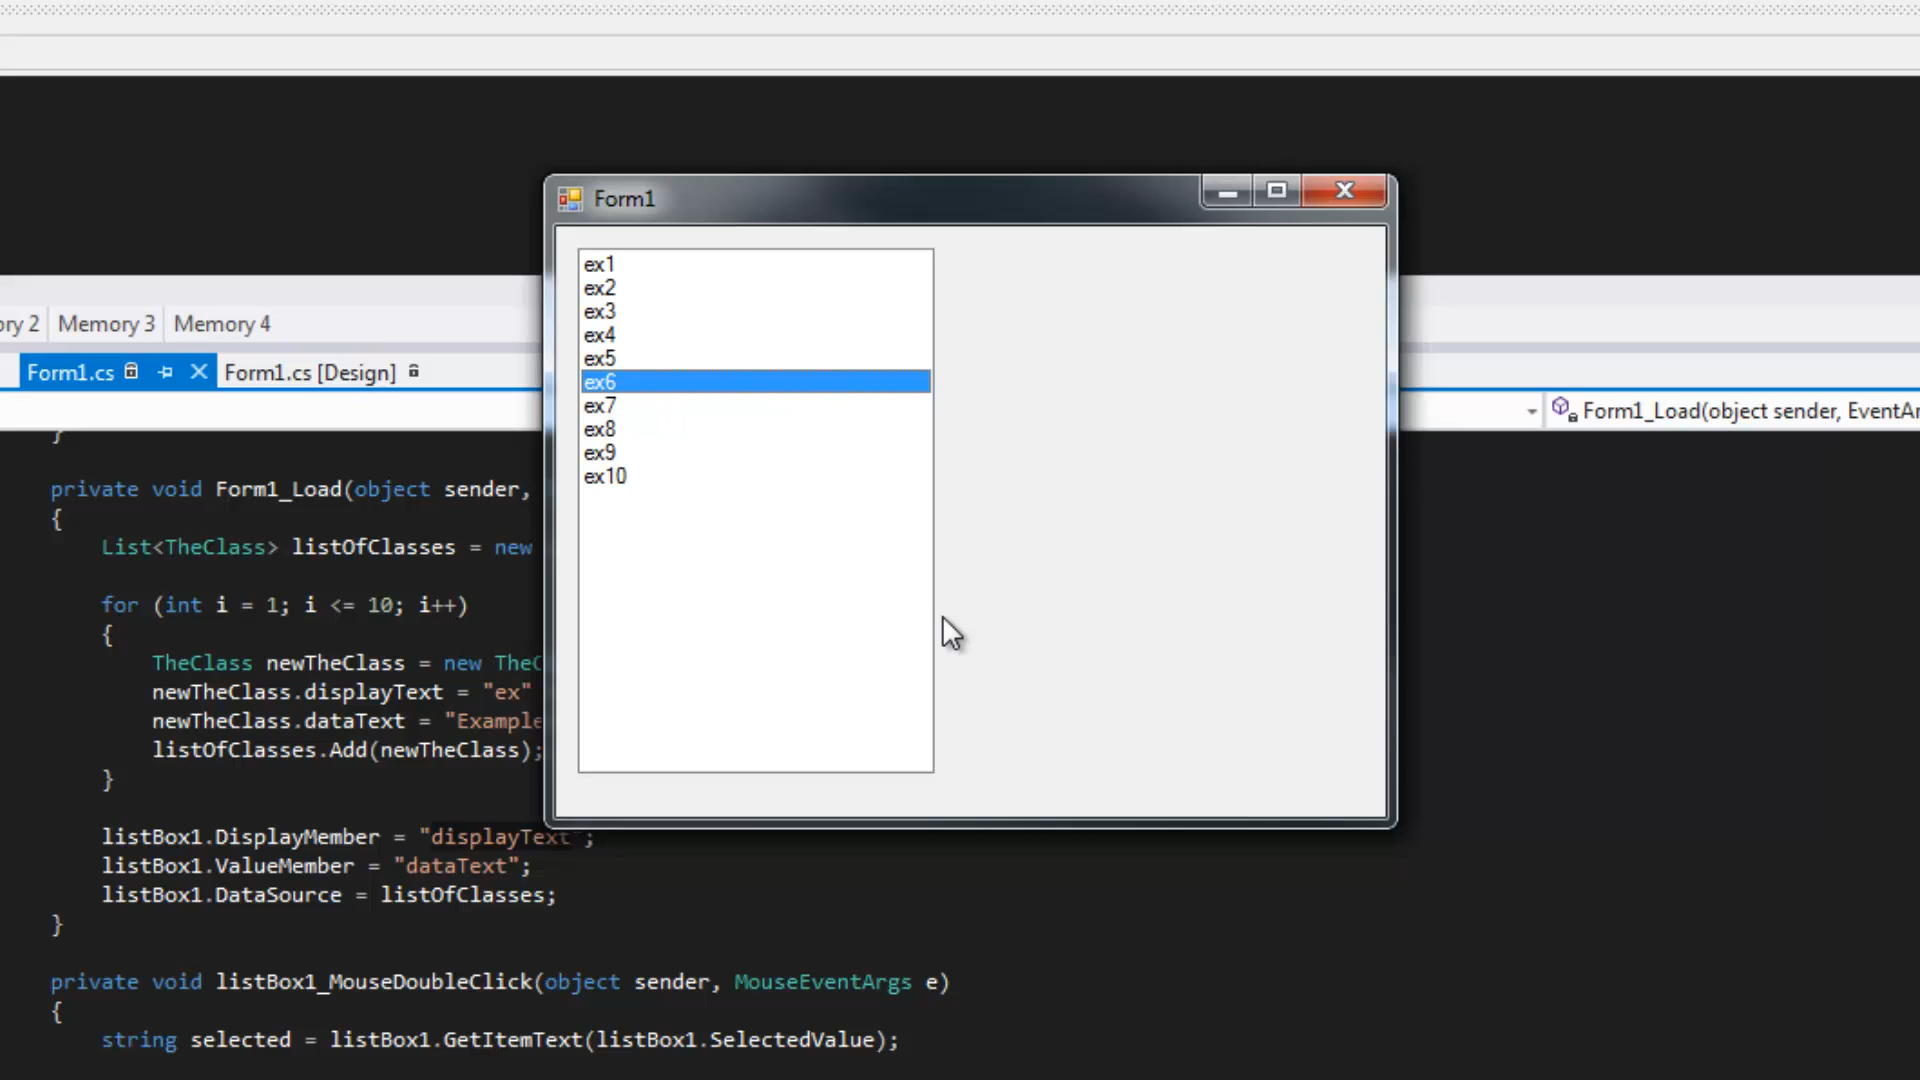 Form1
ex1
ex2
ex3
ex4
ex5
ex6
ex7
ex8
ex9
ex10
ory 2 Memory 3 Memory 4
Form1.cs Form1.cs [Design]
Form1_Load(object sender, EventAr
}
private void Form1_Load(object sender,
{
List<TheClass> listOfClasses = new
for (int i = 1; i <= 10; i++)
{
TheClass newTheClass = new TheC
newTheClass.displayText = "ex"
newTheClass.dataText = "Example
listOfClasses.Add(newTheClass);
}
listBox1.DisplayMember = "displayText";
listBox1.ValueMember = "dataText";
listBox1.DataSource = listOfClasses;
}
private void listBox1_MouseDoubleClick(object sender, MouseEventArgs e)
{
string selected = listBox1.GetItemText(listBox1.SelectedValue);